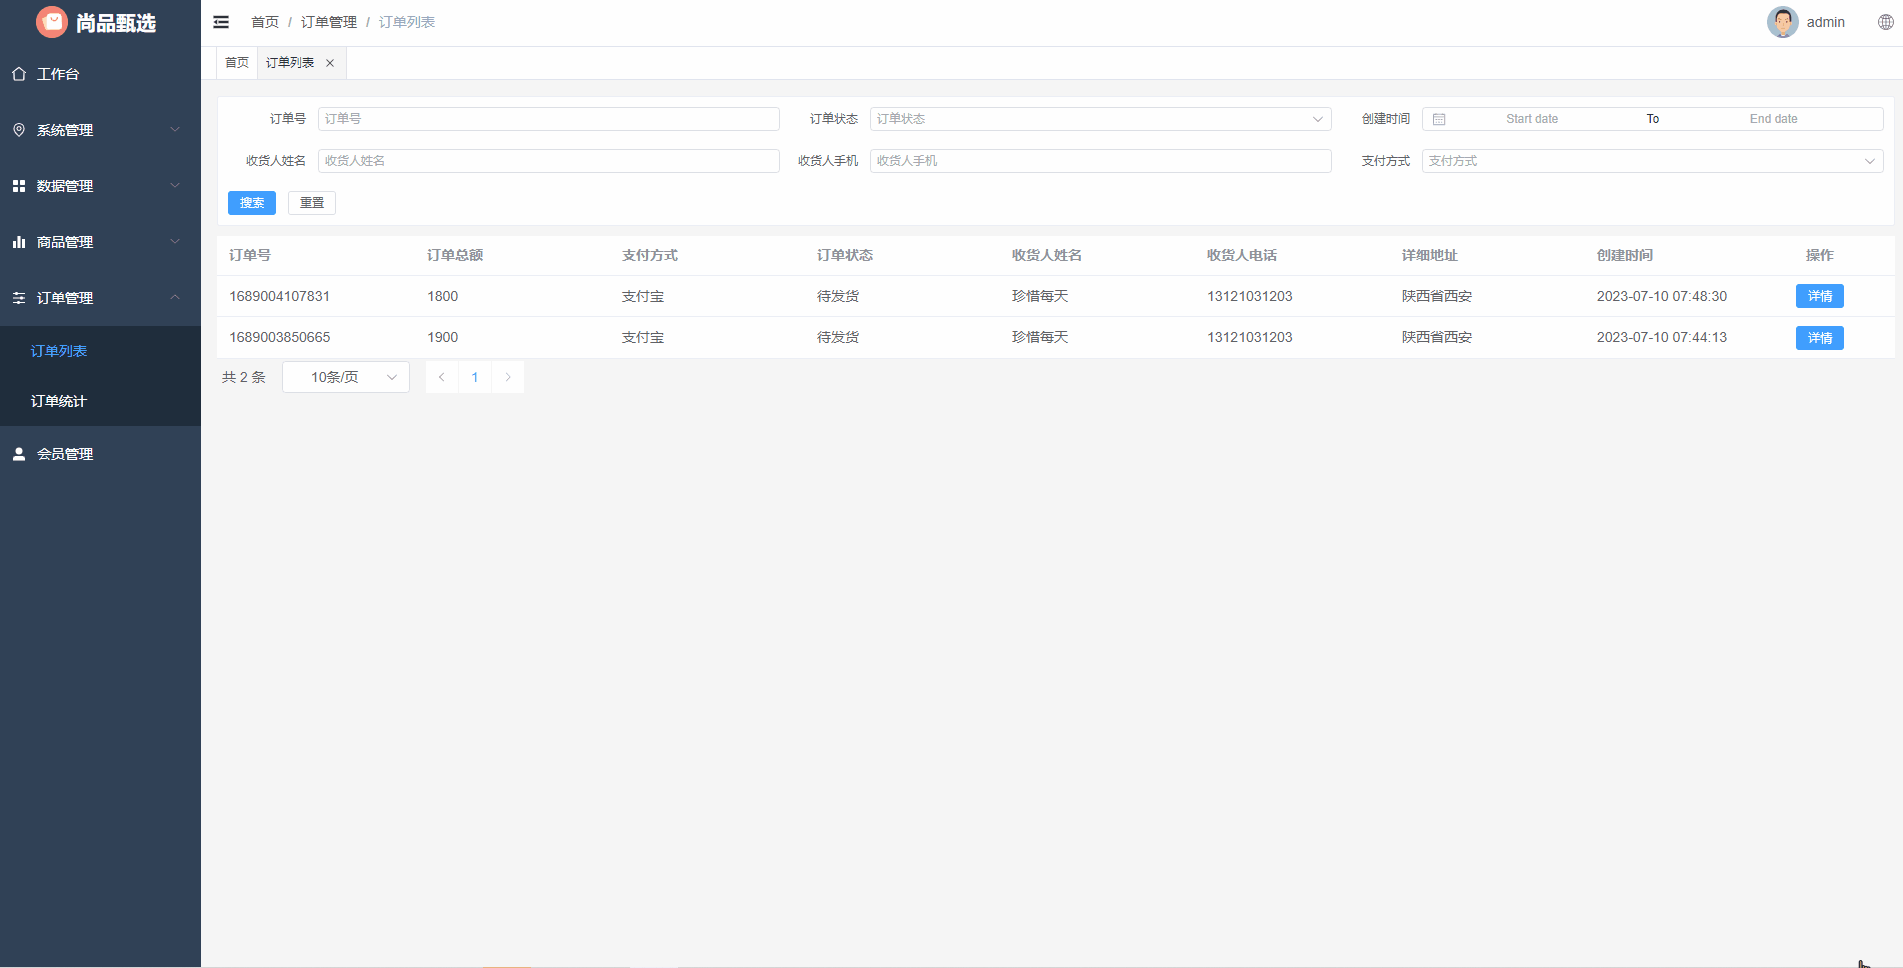 尚品甄选
工作台
系统管理
数据管理
商品管理
订单管理
订单列表
订单统计
会员管理
首页 / 订单管理 / 订单列表
admin
首页 订单列表
订单号 订单号 订单状态 订单状态 创建时间 Start date To End date
收货人姓名 收货人姓名 收货人手机 收货人手机 支付方式 支付方式
搜索 重置
订单号 订单总额 支付方式 订单状态 收货人姓名 收货人电话 详细地址 创建时间 操作
1689004107831 1800 支付宝 待发货 珍惜每天 13121031203 陕西省西安 2023-07-10 07:48:30 详情
1689003850665 1900 支付宝 待发货 珍惜每天 13121031203 陕西省西安 2023-07-10 07:44:13 详情
共 2 条 10条/页 1